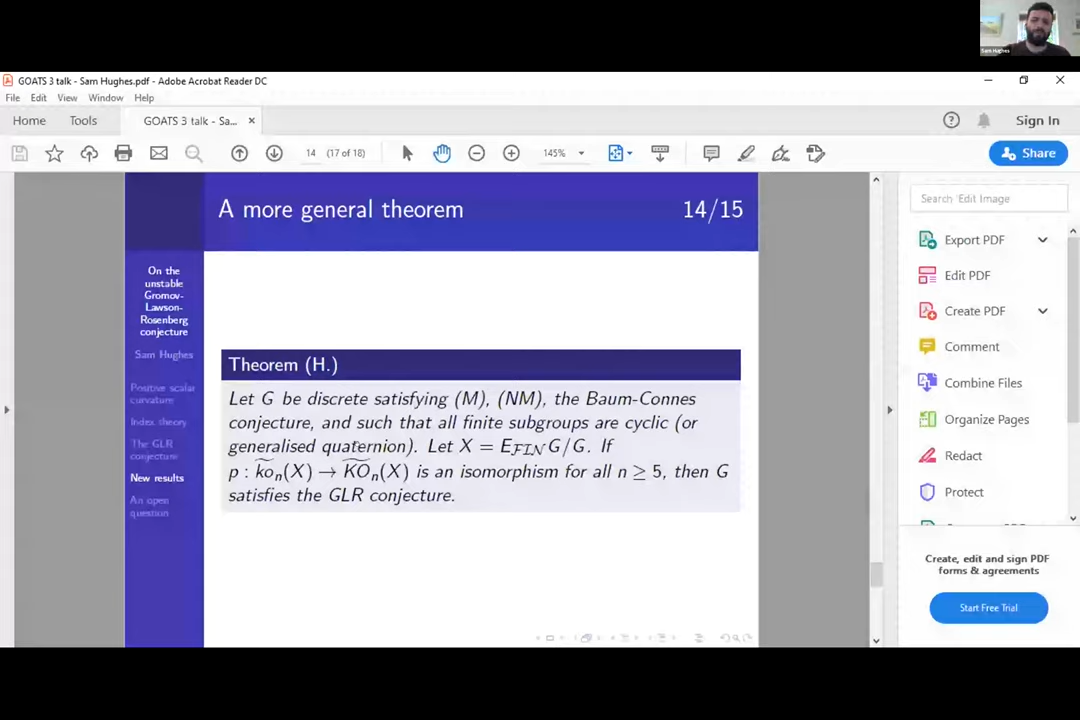 Sam Hughes
GOATS 3 talk - Sam Hughes.pdf - Adobe Acrobat Reader DC
File Edit View Window Help
Home Tools GOATS 3 talk - Sa... ×
Sign In
14 (17 of 18) 145%
Share
A more general theorem 14/15
On the
unstable
Gromov-
Lawson-
Rosenberg
conjecture
Sam Hughes
Positive scalar
curvature
Index theory
The GLR
conjecture
New results
An open
question
Theorem (H.)
Let G be discrete satisfying (M), (NM), the Baum-Connes
conjecture, and such that all finite subgroups are cyclic (or
generalised quaternion). Let X = E_{FIN}G/G. If
p : k͠o_n(X) → K͠O_n(X) is an isomorphism for all n ≥ 5, then G
satisfies the GLR conjecture.
Search 'Edit Image'
Export PDF
Edit PDF
Create PDF
Comment
Combine Files
Organize Pages
Redact
Protect
Create, edit and sign PDF
forms & agreements
Start Free Trial